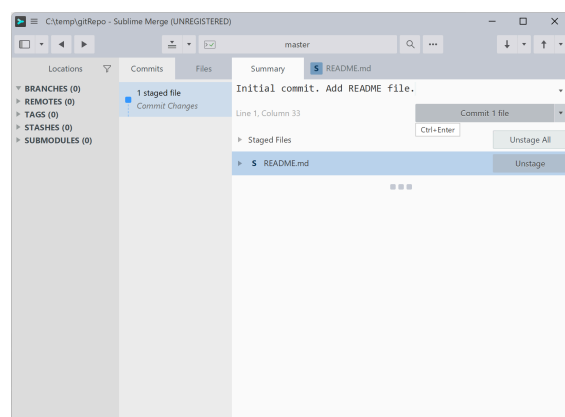 C:\temp\gitRepo - Sublime Merge (UNREGISTERED)
master
Locations
Commits
Files
Summary
S README.md
BRANCHES (0)
REMOTES (0)
TAGS (0)
STASHES (0)
SUBMODULES (0)
1 staged file
Commit Changes
Initial commit. Add README file.
Line 1, Column 33
Commit 1 file
Ctrl+Enter
Staged Files
Unstage All
S README.md
Unstage